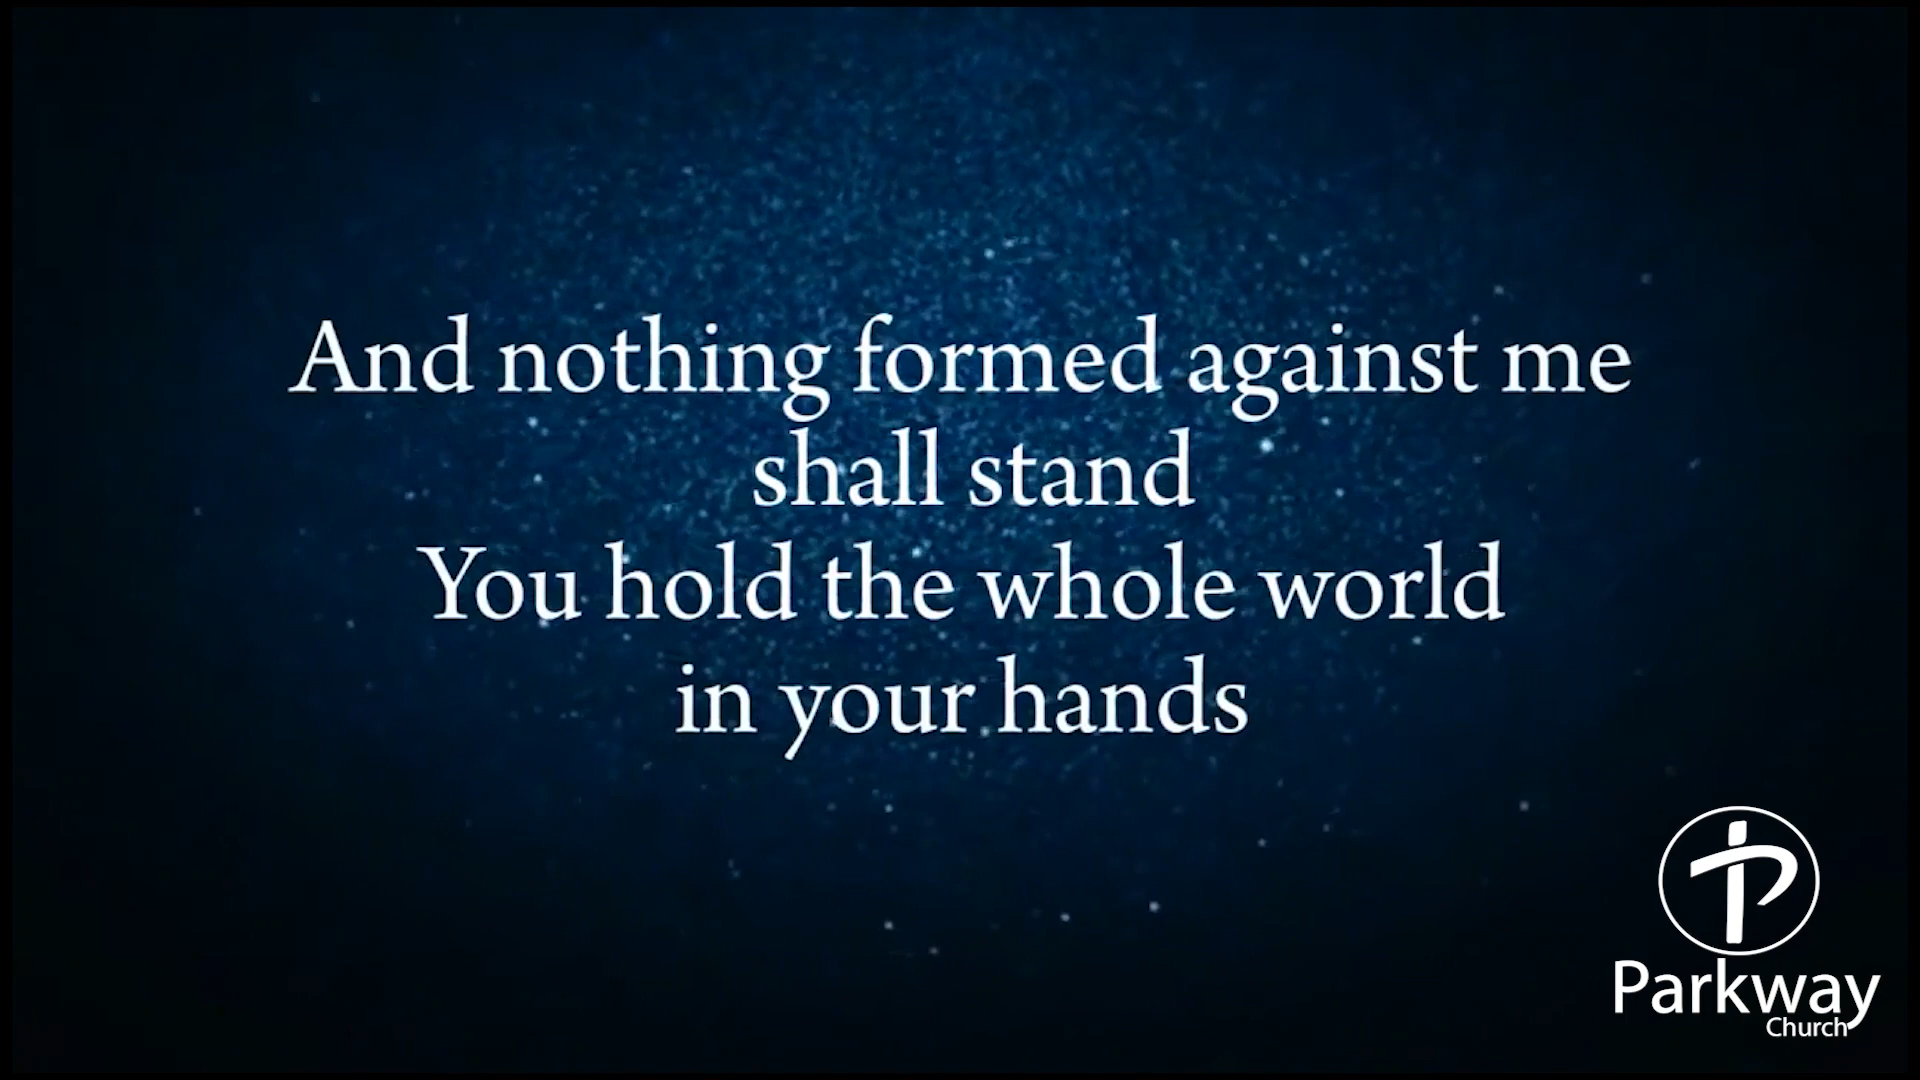 And nothing formed against me
shall stand
You hold the whole world
in your hands
Parkway
Church